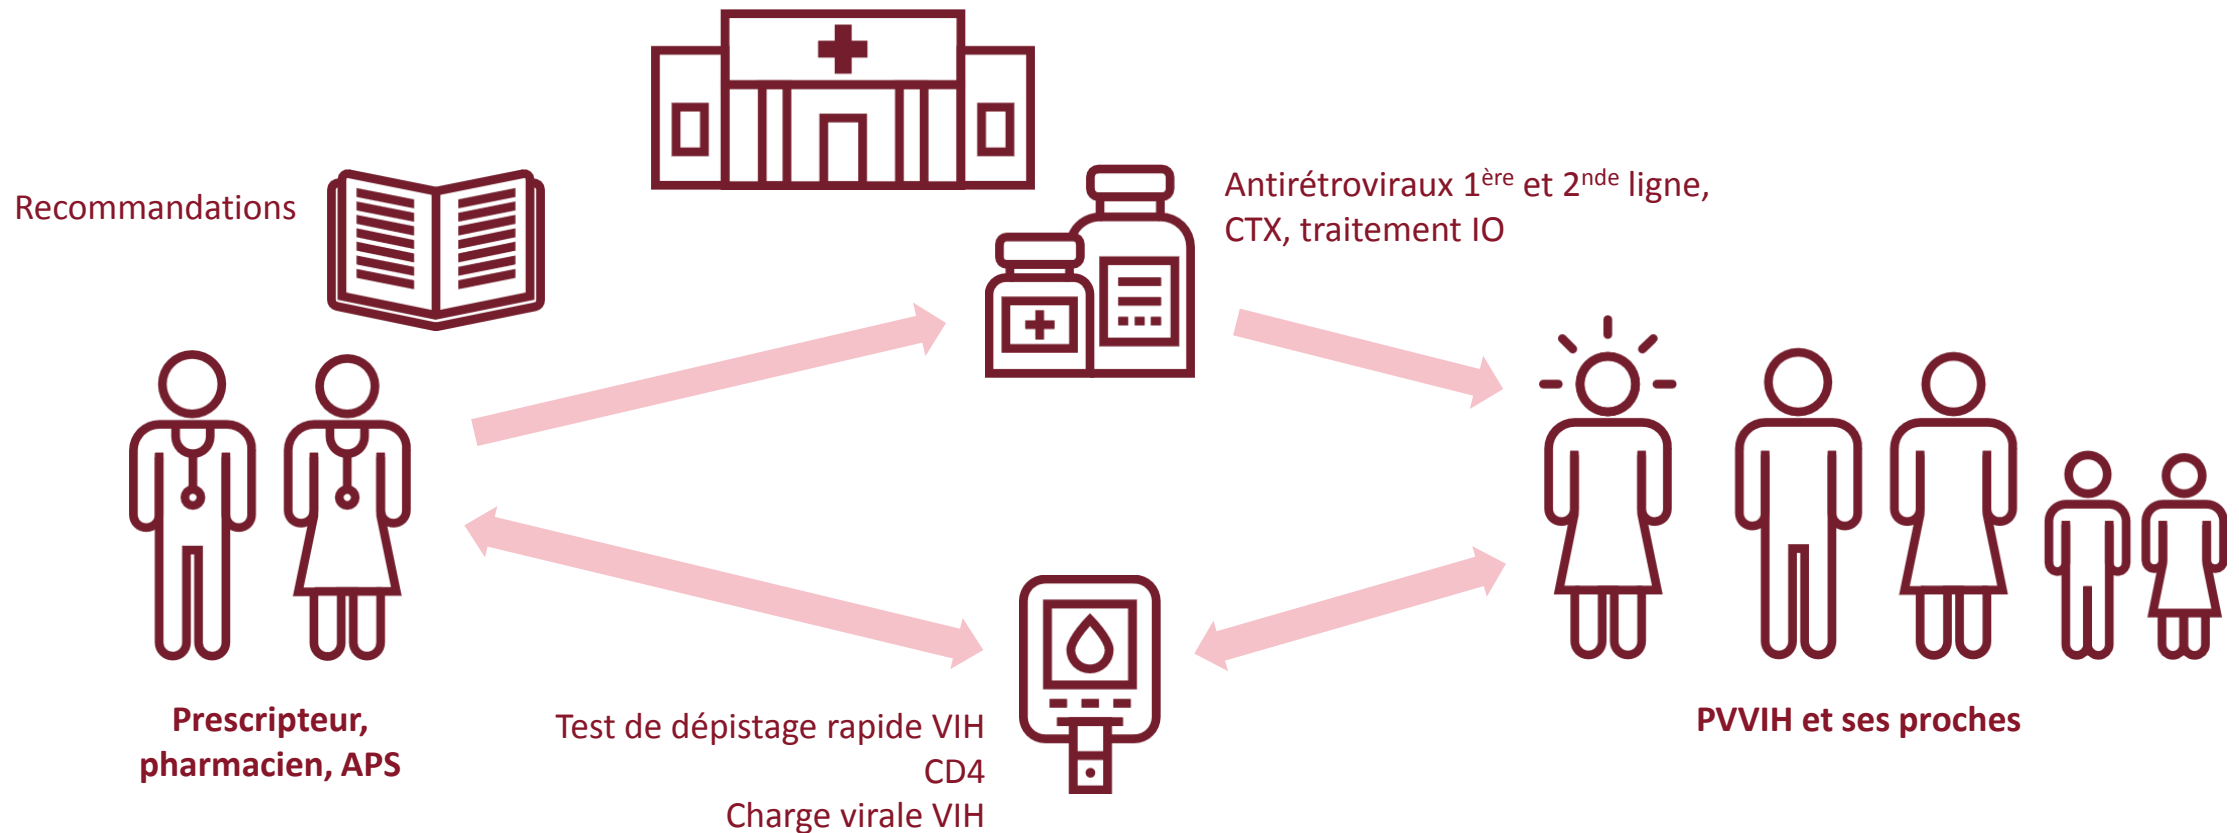 Recommandations
Antirétroviraux 1ère et 2nde ligne,
CTX, traitement IO
Prescripteur,
pharmacien, APS
Test de dépistage rapide VIH
CD4
Charge virale VIH
PVVIH et ses proches